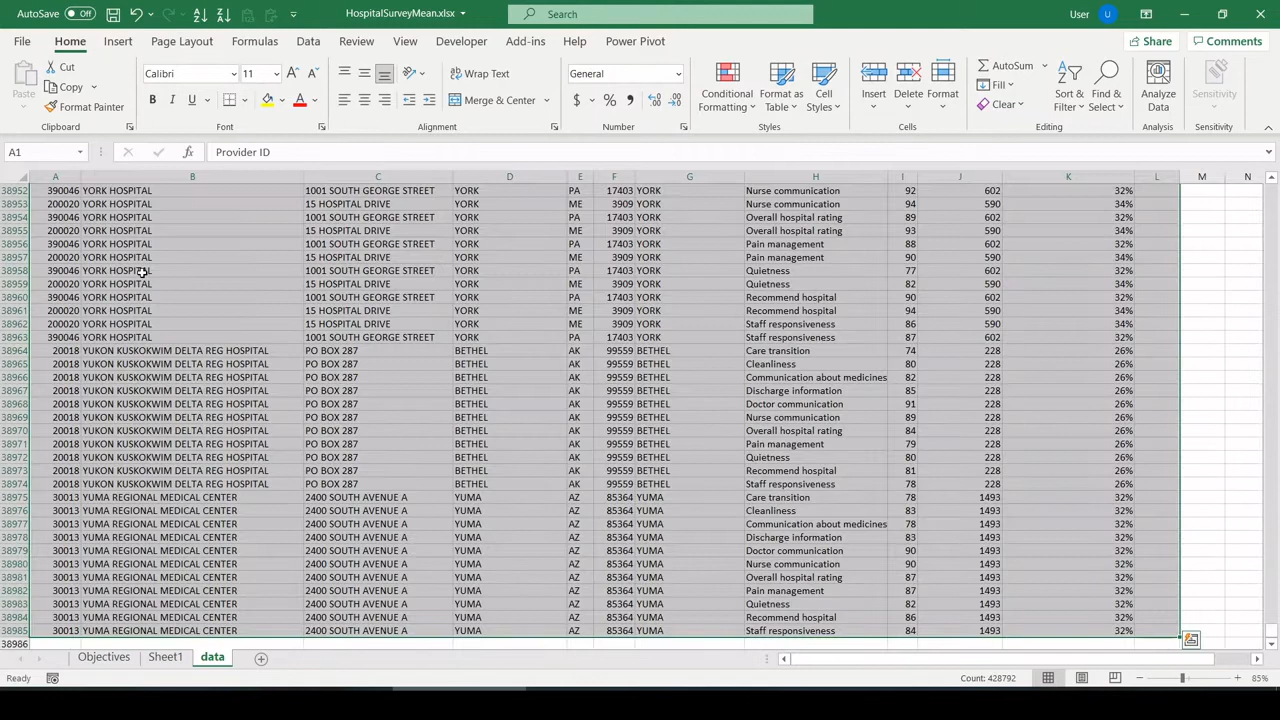 AutoSave Off HospitalSurveyMean.xlsx Search User U
File Home Insert Page Layout Formulas Data Review View Developer Add-ins Help Power Pivot Share Comments
Paste Cut Copy Format Painter Clipboard
Calibri 11 B I U Font
Wrap Text Merge & Center Alignment
General $ % Number
Conditional Formatting Format as Table Cell Styles Styles
Insert Delete Format Cells
AutoSum Fill Clear Sort & Filter Find & Select Editing
Analyze Data Analysis
Sensitivity Sensitivity
A1 fx Provider ID
A B C D E F G H I J K L M N
38952 390046 YORK HOSPITAL 1001 SOUTH GEORGE STREET YORK PA 17403 YORK Nurse communication 92 602 32%
38953 200020 YORK HOSPITAL 15 HOSPITAL DRIVE YORK ME 3909 YORK Nurse communication 94 590 34%
38954 390046 YORK HOSPITAL 1001 SOUTH GEORGE STREET YORK PA 17403 YORK Overall hospital rating 89 602 32%
38955 200020 YORK HOSPITAL 15 HOSPITAL DRIVE YORK ME 3909 YORK Overall hospital rating 93 590 34%
38956 390046 YORK HOSPITAL 1001 SOUTH GEORGE STREET YORK PA 17403 YORK Pain management 88 602 32%
38957 200020 YORK HOSPITAL 15 HOSPITAL DRIVE YORK ME 3909 YORK Pain management 90 590 34%
38958 390046 YORK HOSPITAL 1001 SOUTH GEORGE STREET YORK PA 17403 YORK Quietness 77 602 32%
38959 200020 YORK HOSPITAL 15 HOSPITAL DRIVE YORK ME 3909 YORK Quietness 82 590 34%
38960 390046 YORK HOSPITAL 1001 SOUTH GEORGE STREET YORK PA 17403 YORK Recommend hospital 90 602 32%
38961 200020 YORK HOSPITAL 15 HOSPITAL DRIVE YORK ME 3909 YORK Recommend hospital 94 590 34%
38962 200020 YORK HOSPITAL 15 HOSPITAL DRIVE YORK ME 3909 YORK Staff responsiveness 86 590 34%
38963 390046 YORK HOSPITAL 1001 SOUTH GEORGE STREET YORK PA 17403 YORK Staff responsiveness 87 602 32%
38964 20018 YUKON KUSKOKWIM DELTA REG HOSPITAL PO BOX 287 BETHEL AK 99559 BETHEL Care transition 74 228 26%
38965 20018 YUKON KUSKOKWIM DELTA REG HOSPITAL PO BOX 287 BETHEL AK 99559 BETHEL Cleanliness 80 228 26%
38966 20018 YUKON KUSKOKWIM DELTA REG HOSPITAL PO BOX 287 BETHEL AK 99559 BETHEL Communication about medicines 82 228 26%
38967 20018 YUKON KUSKOKWIM DELTA REG HOSPITAL PO BOX 287 BETHEL AK 99559 BETHEL Discharge information 85 228 26%
38968 20018 YUKON KUSKOKWIM DELTA REG HOSPITAL PO BOX 287 BETHEL AK 99559 BETHEL Doctor communication 91 228 26%
38969 20018 YUKON KUSKOKWIM DELTA REG HOSPITAL PO BOX 287 BETHEL AK 99559 BETHEL Nurse communication 89 228 26%
38970 20018 YUKON KUSKOKWIM DELTA REG HOSPITAL PO BOX 287 BETHEL AK 99559 BETHEL Overall hospital rating 84 228 26%
38971 20018 YUKON KUSKOKWIM DELTA REG HOSPITAL PO BOX 287 BETHEL AK 99559 BETHEL Pain management 79 228 26%
38972 20018 YUKON KUSKOKWIM DELTA REG HOSPITAL PO BOX 287 BETHEL AK 99559 BETHEL Quietness 80 228 26%
38973 20018 YUKON KUSKOKWIM DELTA REG HOSPITAL PO BOX 287 BETHEL AK 99559 BETHEL Recommend hospital 81 228 26%
38974 20018 YUKON KUSKOKWIM DELTA REG HOSPITAL PO BOX 287 BETHEL AK 99559 BETHEL Staff responsiveness 78 228 26%
38975 30013 YUMA REGIONAL MEDICAL CENTER 2400 SOUTH AVENUE A YUMA AZ 85364 YUMA Care transition 78 1493 32%
38976 30013 YUMA REGIONAL MEDICAL CENTER 2400 SOUTH AVENUE A YUMA AZ 85364 YUMA Cleanliness 83 1493 32%
38977 30013 YUMA REGIONAL MEDICAL CENTER 2400 SOUTH AVENUE A YUMA AZ 85364 YUMA Communication about medicines 78 1493 32%
38978 30013 YUMA REGIONAL MEDICAL CENTER 2400 SOUTH AVENUE A YUMA AZ 85364 YUMA Discharge information 83 1493 32%
38979 30013 YUMA REGIONAL MEDICAL CENTER 2400 SOUTH AVENUE A YUMA AZ 85364 YUMA Doctor communication 90 1493 32%
38980 30013 YUMA REGIONAL MEDICAL CENTER 2400 SOUTH AVENUE A YUMA AZ 85364 YUMA Nurse communication 90 1493 32%
38981 30013 YUMA REGIONAL MEDICAL CENTER 2400 SOUTH AVENUE A YUMA AZ 85364 YUMA Overall hospital rating 87 1493 32%
38982 30013 YUMA REGIONAL MEDICAL CENTER 2400 SOUTH AVENUE A YUMA AZ 85364 YUMA Pain management 87 1493 32%
38983 30013 YUMA REGIONAL MEDICAL CENTER 2400 SOUTH AVENUE A YUMA AZ 85364 YUMA Quietness 82 1493 32%
38984 30013 YUMA REGIONAL MEDICAL CENTER 2400 SOUTH AVENUE A YUMA AZ 85364 YUMA Recommend hospital 86 1493 32%
38985 30013 YUMA REGIONAL MEDICAL CENTER 2400 SOUTH AVENUE A YUMA AZ 85364 YUMA Staff responsiveness 84 1493 32%
38986
Objectives Sheet1 data
Ready Count: 428792 85%